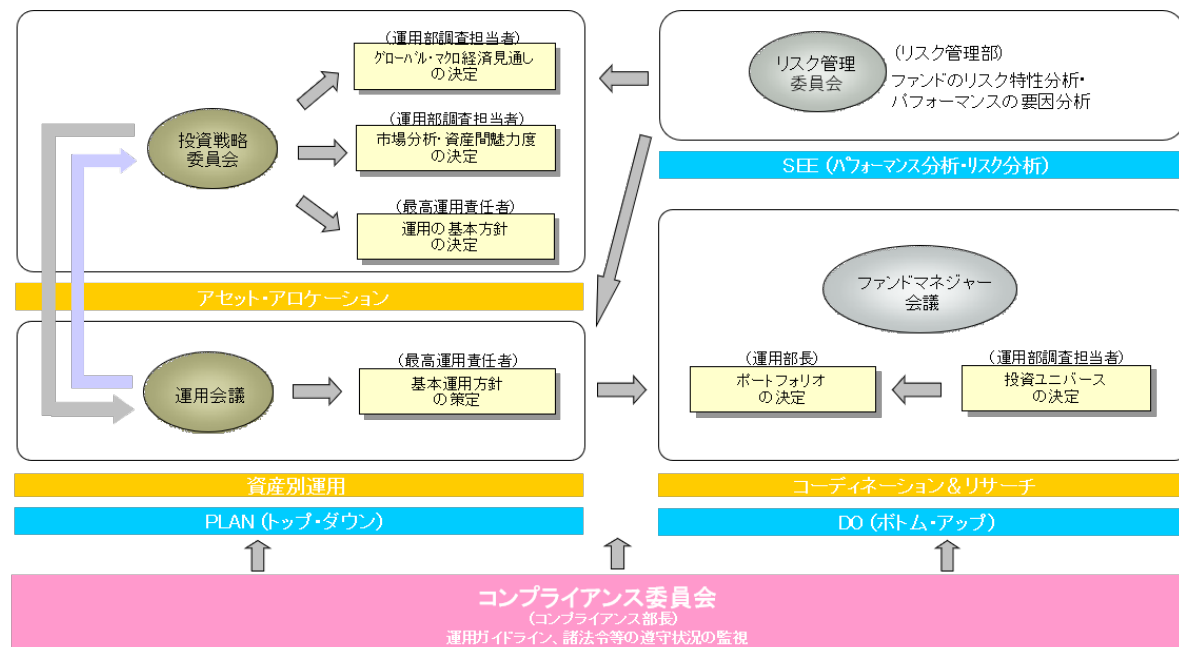 (運用部調査担当者)
グローバル・マクロ経済見通し
の決定
投資戦略
委員会
(運用部調査担当者)
市場分析・資産間魅力度
の決定
(最高運用責任者)
運用の基本方針
の決定
アセット・アロケーション
運用会議
(最高運用責任者)
基本運用方針
の策定
資産別運用
PLAN (トップ・ダウン)
リスク管理
委員会
(リスク管理部)
ファンドのリスク特性分析・
パフォーマンスの要因分析
SEE (パフォーマンス分析・リスク分析)
ファンドマネジャー
会議
(運用部長)
ポートフォリオ
の決定
(運用部調査担当者)
投資ユニバース
の決定
コーディネーション&リサーチ
DO (ボトム・アップ)
コンプライアンス委員会
(コンプライアンス部長)
運用ガイドライン、諸法令等の遵守状況の監視